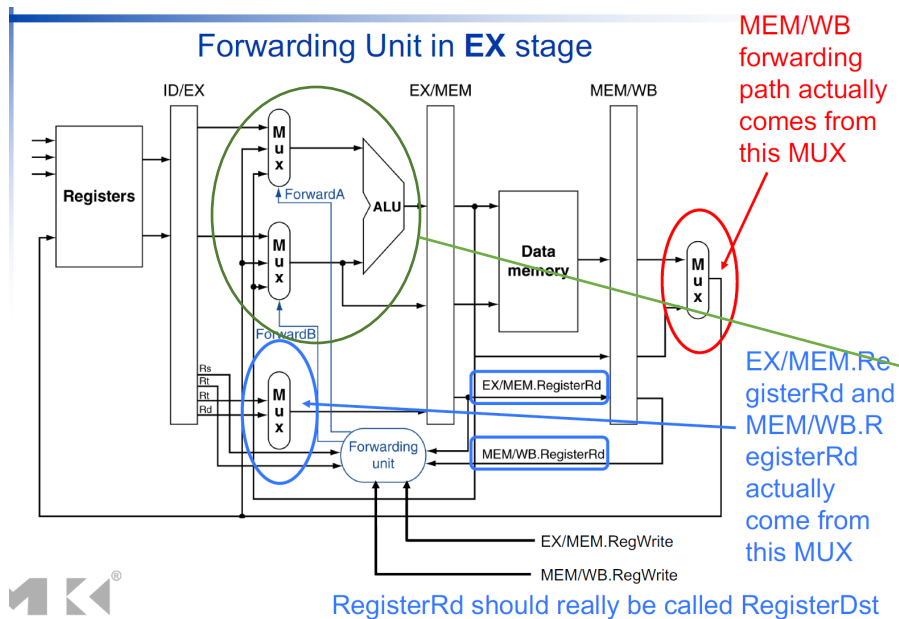 Forwarding Unit in EX stage
MEM/WB
forwarding
path actually
comes from
this MUX
ID/EX
EX/MEM
MEM/WB
Registers
M
u
x
ForwardA
ALU
M
u
x
ForwardB
Data
memory
M
u
x
Rs
Rt
Rt
Rd
M
u
x
EX/MEM.RegisterRd
Forwarding
unit
MEM/WB.RegisterRd
EX/MEM.Re
gisterRd and
MEM/WB.R
egisterRd
actually
come from
this MUX
EX/MEM.RegWrite
MEM/WB.RegWrite
RegisterRd should really be called RegisterDst
MK®